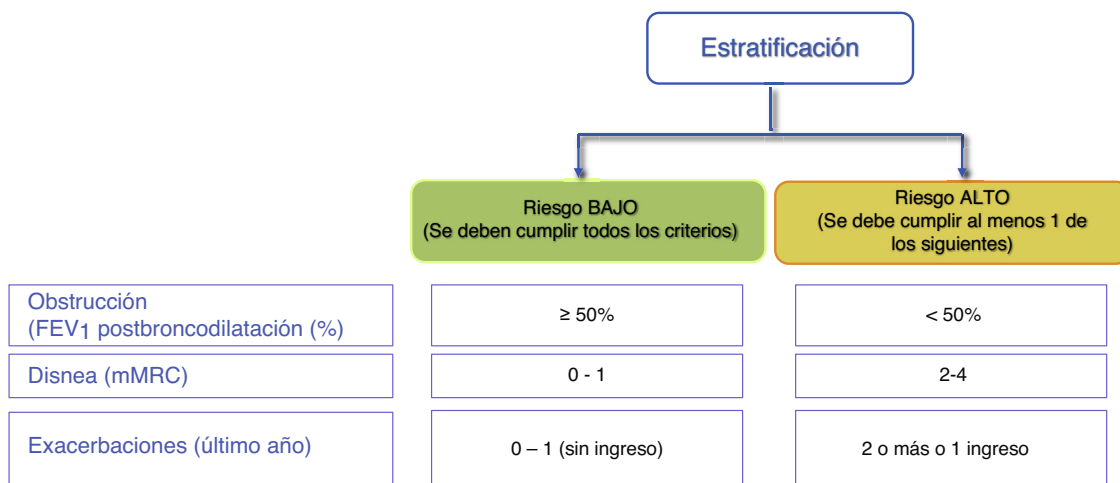 Estratificación
Riesgo BAJO
(Se deben cumplir todos los criterios)
Riesgo ALTO
(Se debe cumplir al menos 1 de
los siguientes)
Obstrucción
(FEV1 postbroncodilatación (%)
≥ 50%
< 50%
Disnea (mMRC)
0 - 1
2-4
Exacerbaciones (último año)
0 – 1 (sin ingreso)
2 o más o 1 ingreso